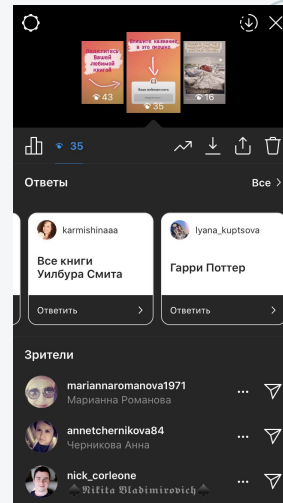 Поделитесь
Вашей
любимой
книгой
43
Впишите название
в это окошко
35
16
35
Ответы
Все >
karmishinaaa
lyana_kuptsova
Все книги
Уилбура Смита
Гарри Поттер
Ответить >
Ответить >
Зрители
mariannaromanova1971
Марианна Романова
annetchernikova84
Черникова Анна
nick_corleone
♠Nikita Vladimirovich♠